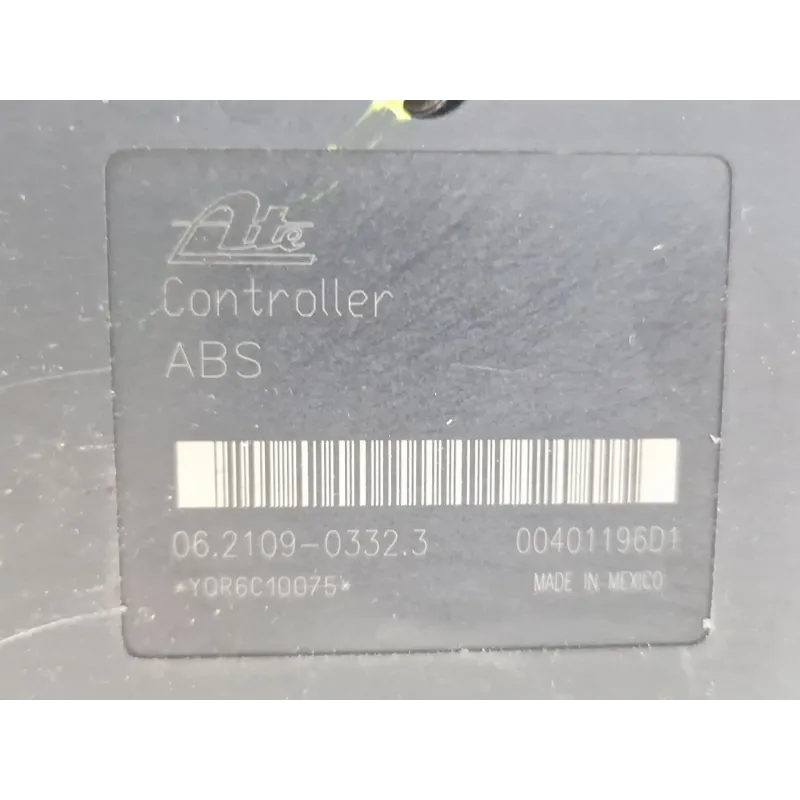 Ate
Controller
ABS
06.2109-0332.3 00401196D1
*YOR6C10075* MADE IN MEXICO